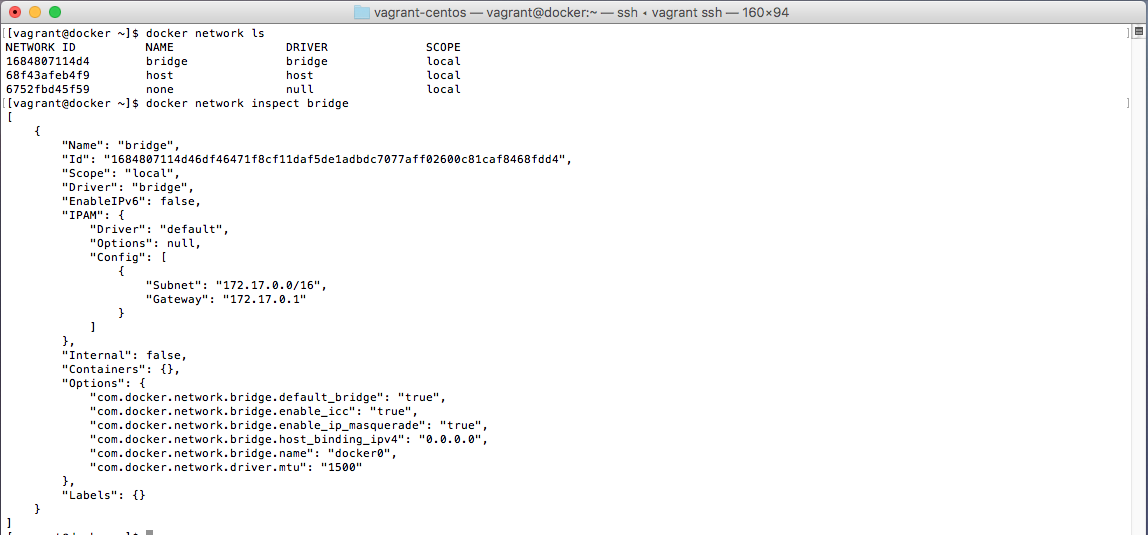 vagrant-centos — vagrant@docker:~ — ssh ‹ vagrant ssh — 160×94
[[vagrant@docker ~]$ docker network ls ]
NETWORK ID          NAME                DRIVER              SCOPE
1684807114d4        bridge              bridge              local
68f43afeb4f9        host                host                local
6752fbd45f59        none                null                local
[[vagrant@docker ~]$ docker network inspect bridge ]
[
    {
        "Name": "bridge",
        "Id": "1684807114d46df46471f8cf11daf5de1adbdc7077aff02600c81caf8468fdd4",
        "Scope": "local",
        "Driver": "bridge",
        "EnableIPv6": false,
        "IPAM": {
            "Driver": "default",
            "Options": null,
            "Config": [
                {
                    "Subnet": "172.17.0.0/16",
                    "Gateway": "172.17.0.1"
                }
            ]
        },
        "Internal": false,
        "Containers": {},
        "Options": {
            "com.docker.network.bridge.default_bridge": "true",
            "com.docker.network.bridge.enable_icc": "true",
            "com.docker.network.bridge.enable_ip_masquerade": "true",
            "com.docker.network.bridge.host_binding_ipv4": "0.0.0.0",
            "com.docker.network.bridge.name": "docker0",
            "com.docker.network.driver.mtu": "1500"
        },
        "Labels": {}
    }
]